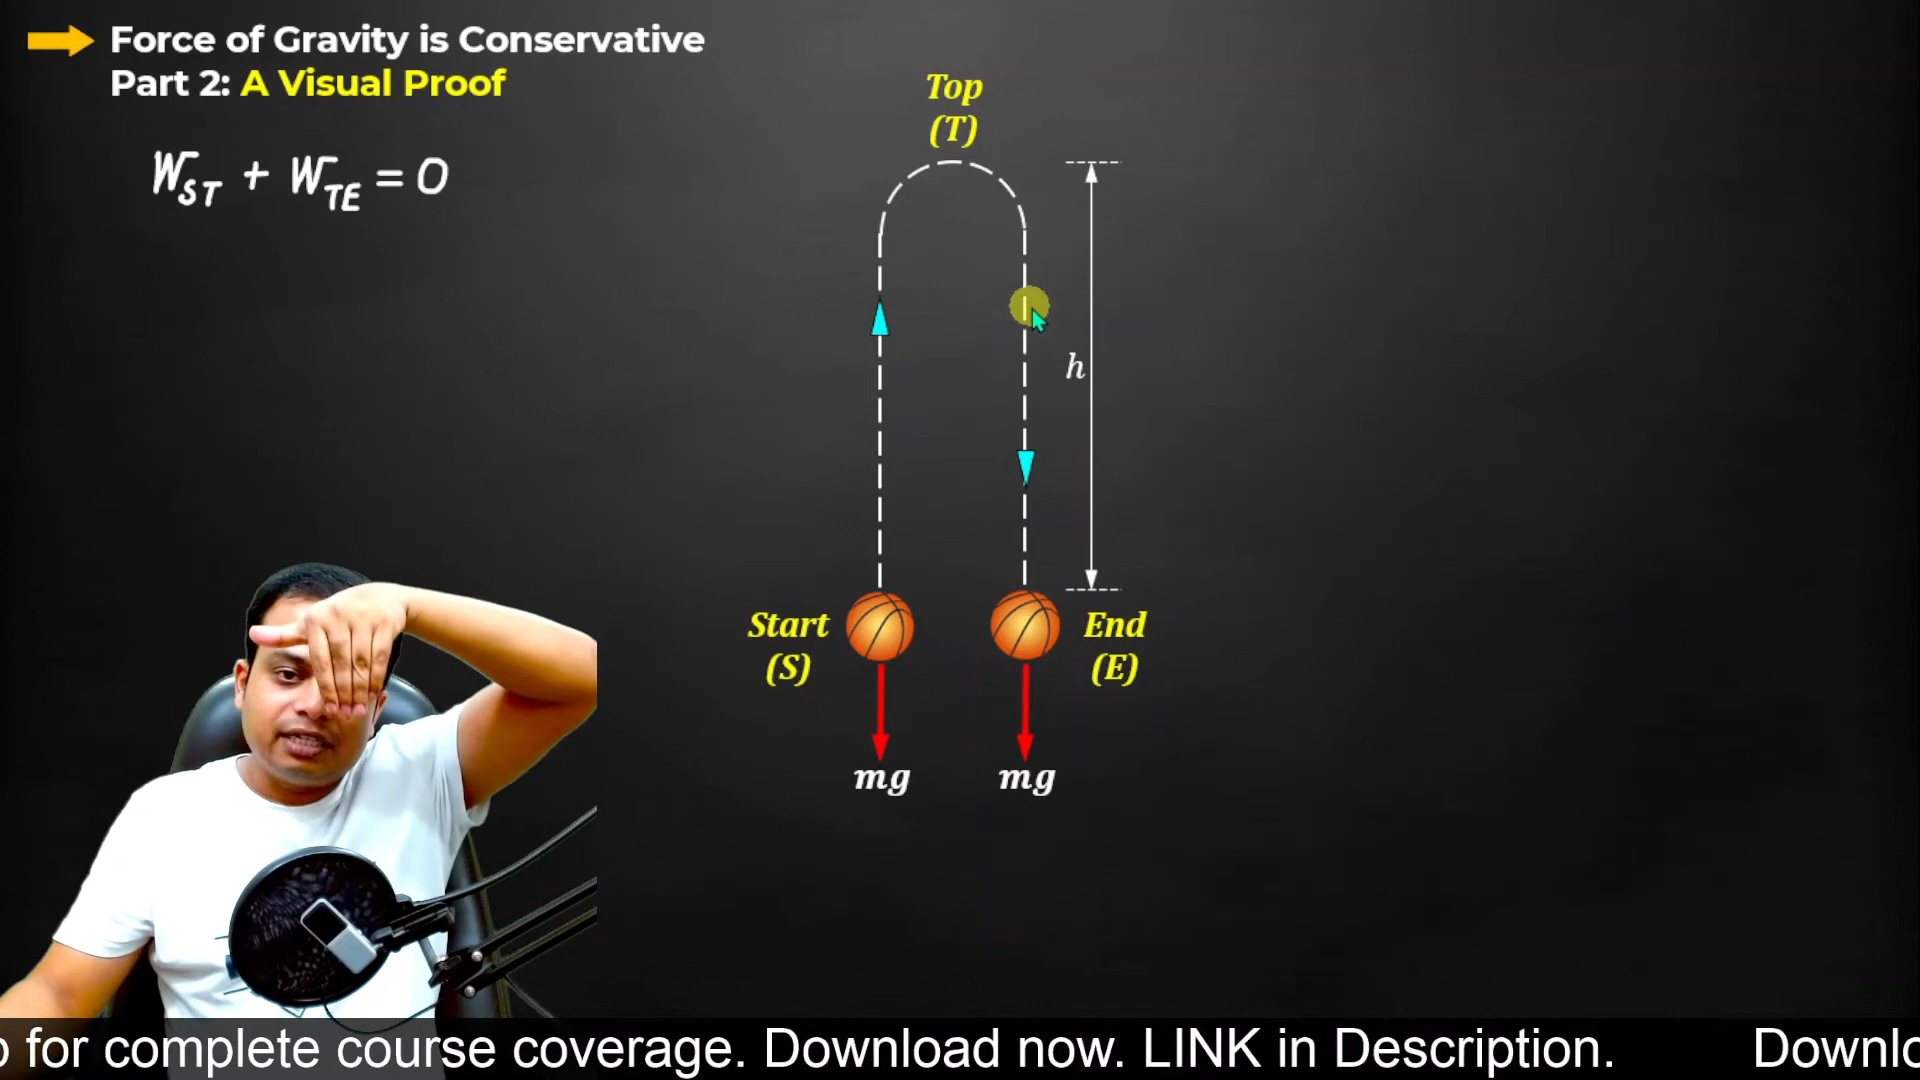 Force of Gravity is Conservative
Part 2: A Visual Proof
W_ST + W_TE = 0
Top
(T)
h
Start
(S)
End
(E)
mg
mg
for complete course coverage. Download now. LINK in Description.